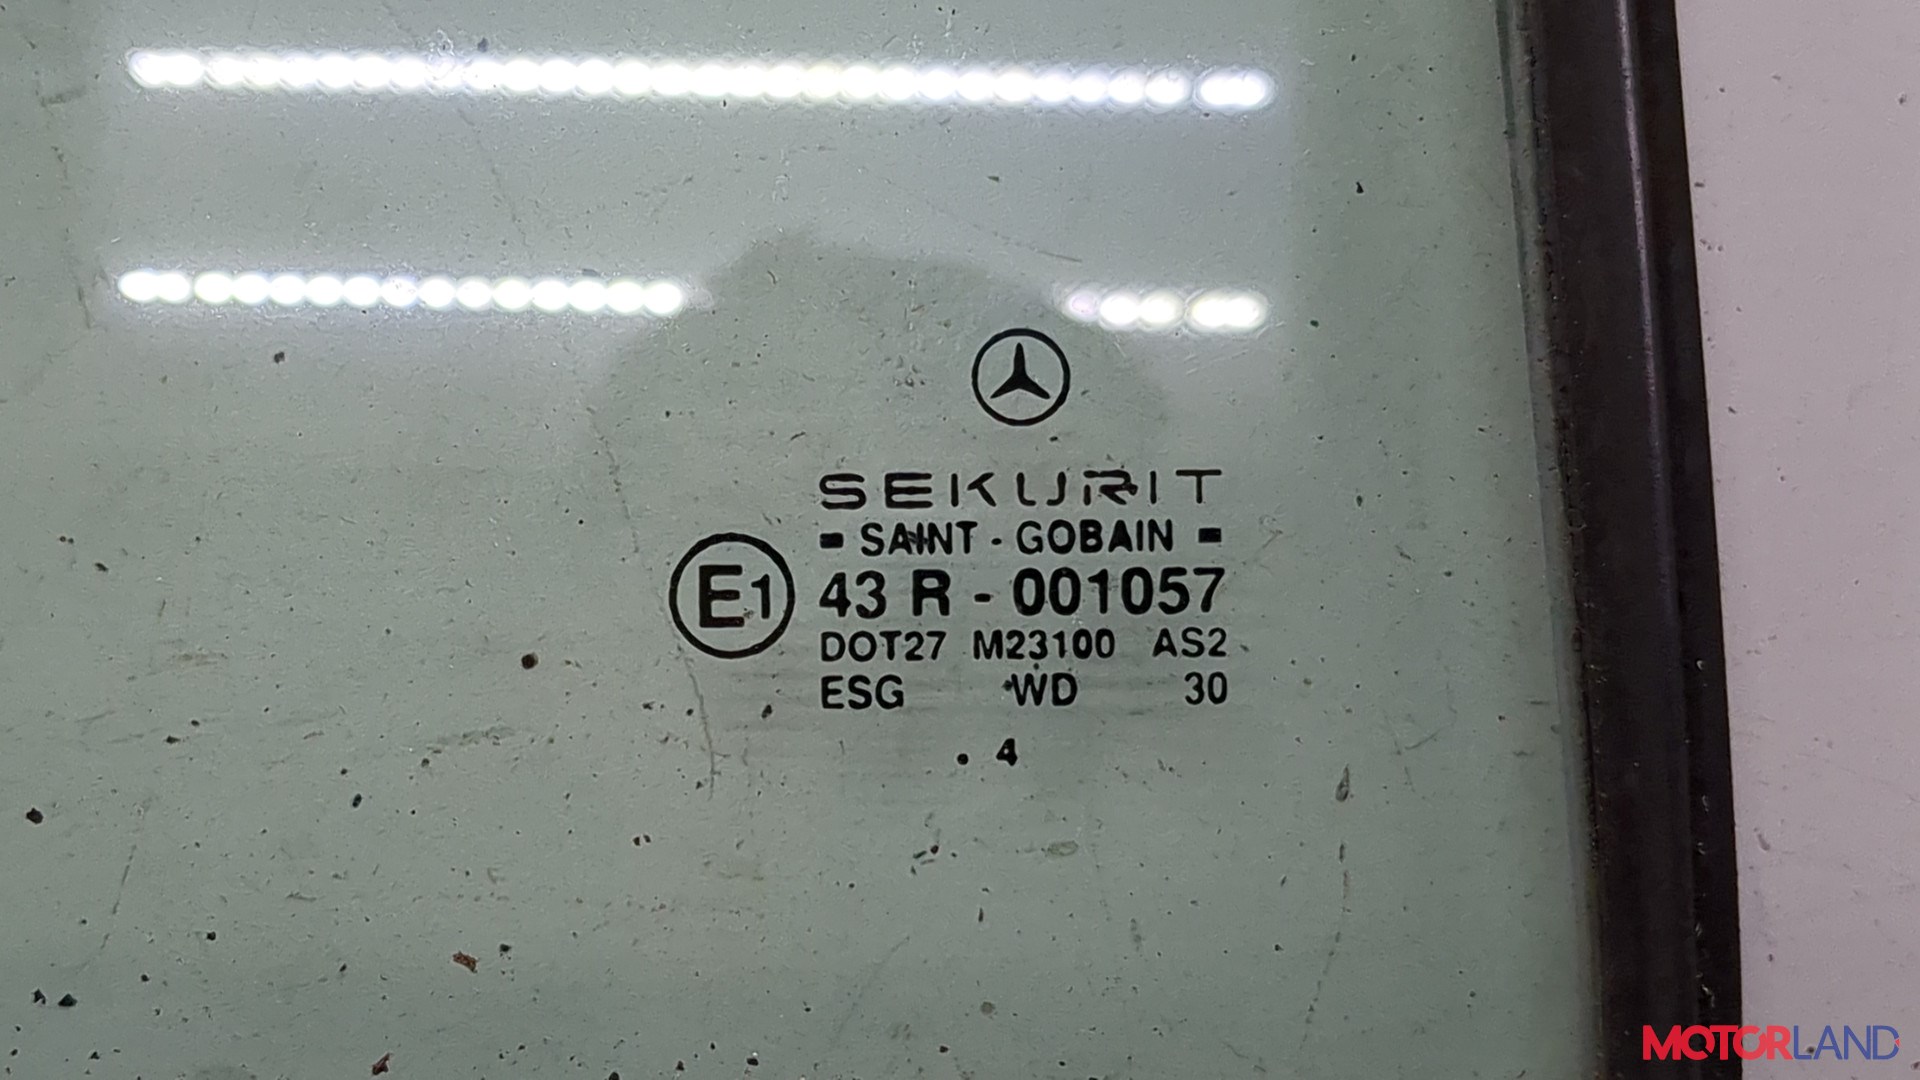 SEKURIT
- SAINT - GOBAIN -
E1 43 R - 001057
DOT27 M23100 AS2
ESG WD 30
. 4
MOTORLAND